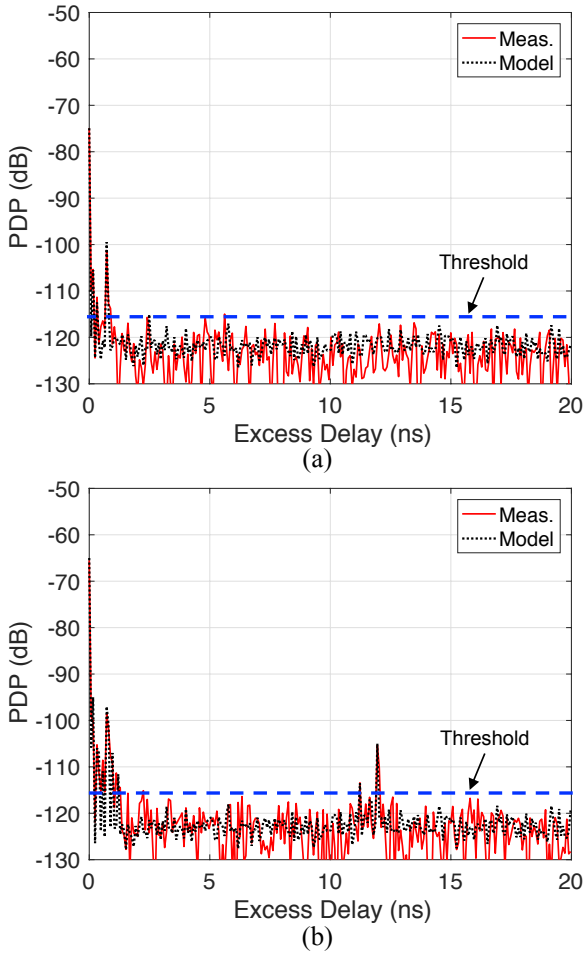 -50
-60
-70
-80
-90
-100
-110
-120
-130
PDP (dB)
Meas.
Model
Threshold
0 5 10 15 20
Excess Delay (ns)
(a)
-50
-60
-70
-80
-90
-100
-110
-120
-130
PDP (dB)
Meas.
Model
Threshold
0 5 10 15 20
Excess Delay (ns)
(b)